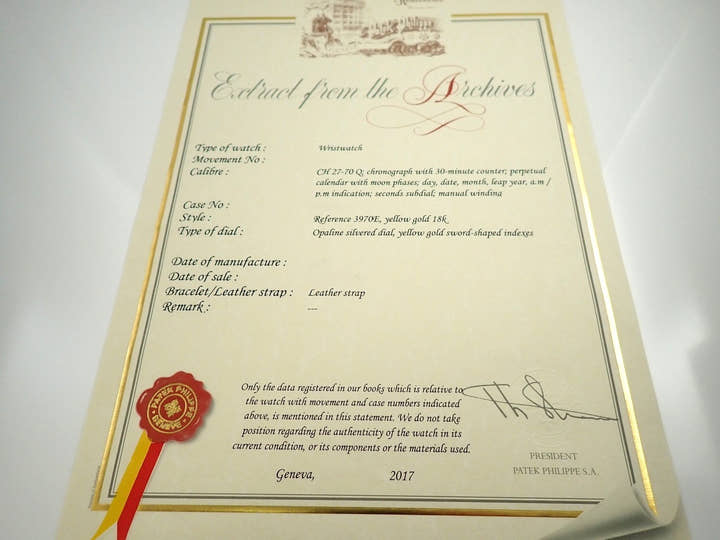 Extract from the Archives
Type of watch : Wristwatch
Movement No :
Calibre : CH 27-70 Q; chronograph with 30-minute counter; perpetual
calendar with moon phases; day, date, month, leap year, a.m /
p.m indication; seconds subdial; manual winding
Case No :
Style : Reference 3970E, yellow gold 18k
Type of dial : Opaline silvered dial, yellow gold sword-shaped indexes
Date of manufacture :
Date of sale :
Bracelet/Leather strap : Leather strap
Remark : ---
Only the data registered in our books which is relative to
the watch with movement and case numbers indicated
above, is mentioned in this statement. We do not take
position regarding the authenticity of the watch in its
current condition, or its components or the materials used.
Geneva, 2017
PATEK PHILIPPE
GENEVE
PRESIDENT
PATEK PHILIPPE S.A.